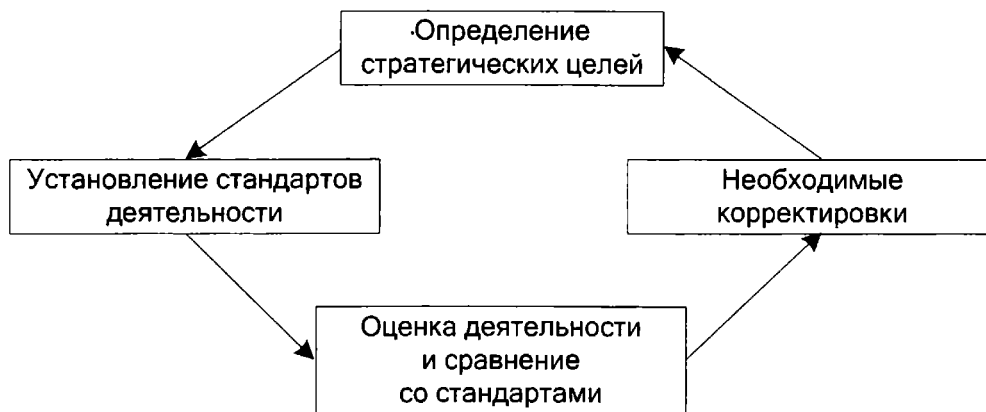 Определение
стратегических целей
Установление стандартов
деятельности
Необходимые
корректировки
Оценка деятельности
и сравнение
со стандартами